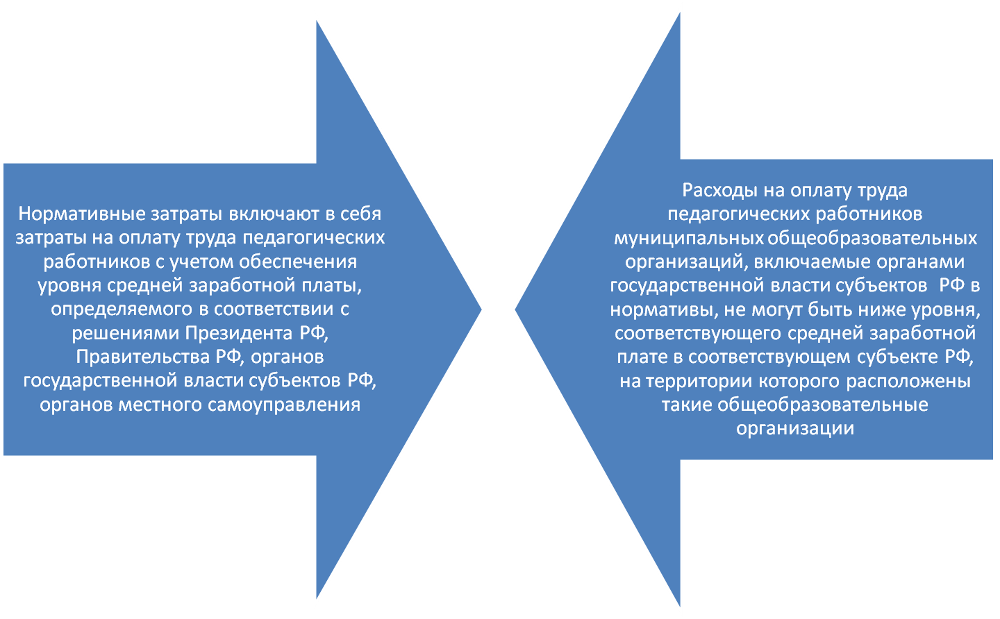 Нормативные затраты включают в себя
затраты на оплату труда педагогических
работников с учетом обеспечения
уровня средней заработной платы,
определяемого в соответствии с
решениями Президента РФ,
Правительства РФ, органов
государственной власти субъектов РФ,
органов местного самоуправления
Расходы на оплату труда
педагогических работников
муниципальных общеобразовательных
организаций, включаемые органами
государственной власти субъектов РФ в
нормативы, не могут быть ниже уровня,
соответствующего средней заработной
плате в соответствующем субъекте РФ,
на территории которого расположены
такие общеобразовательные
организации